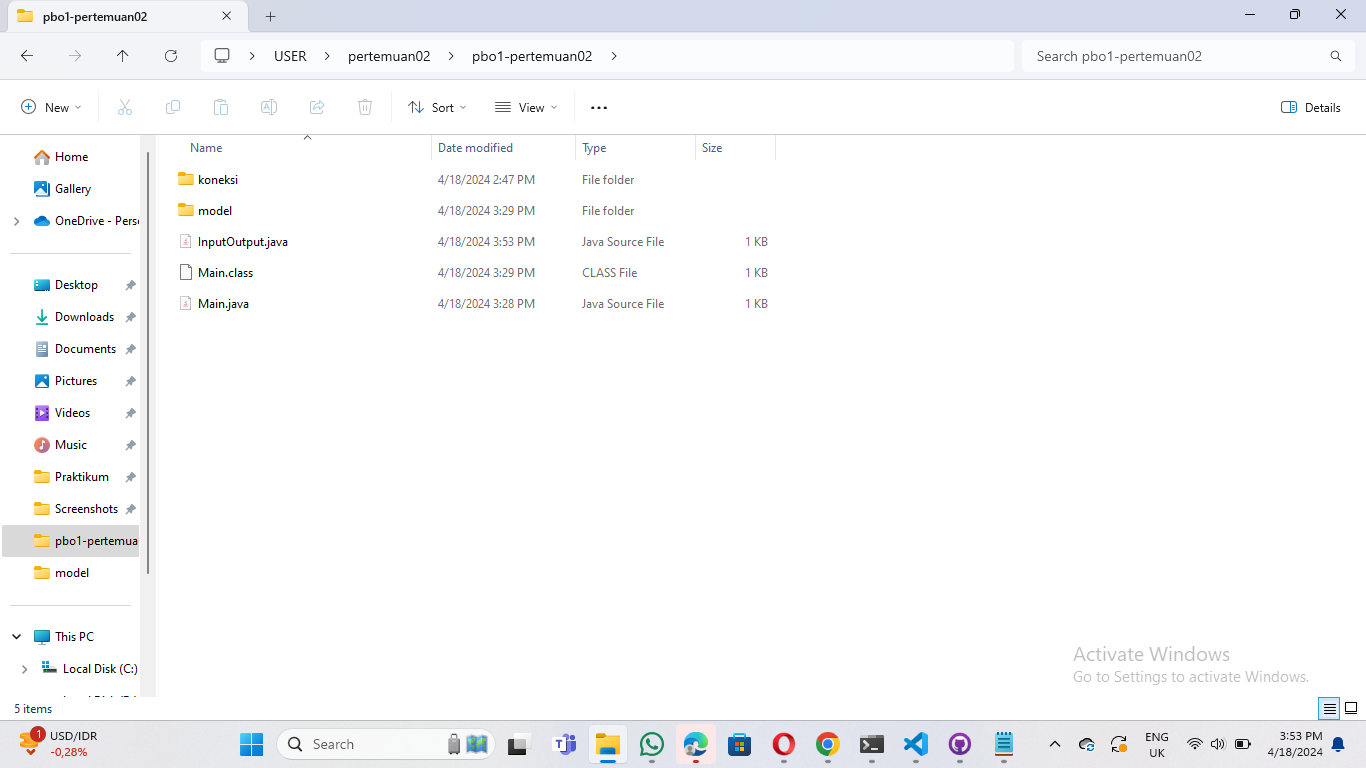 pbo1-pertemuan02
USER
pertemuan02
pbo1-pertemuan02
Search pbo1-pertemuan02
New
Sort
View
Details
Name
Date modified
Type
Size
koneksi 4/18/2024 2:47 PM File folder
model 4/18/2024 3:29 PM File folder
InputOutput.java 4/18/2024 3:53 PM Java Source File 1 KB
Main.class 4/18/2024 3:29 PM CLASS File 1 KB
Main.java 4/18/2024 3:28 PM Java Source File 1 KB
Home
Gallery
OneDrive - Perso
Desktop
Downloads
Documents
Pictures
Videos
Music
Praktikum
Screenshots
pbo1-pertemua
model
This PC
Local Disk (C:)
Activate Windows
Go to Settings to activate Windows.
5 items
1
USD/IDR
-0,28%
Search
ENG
UK
3:53 PM
4/18/2024